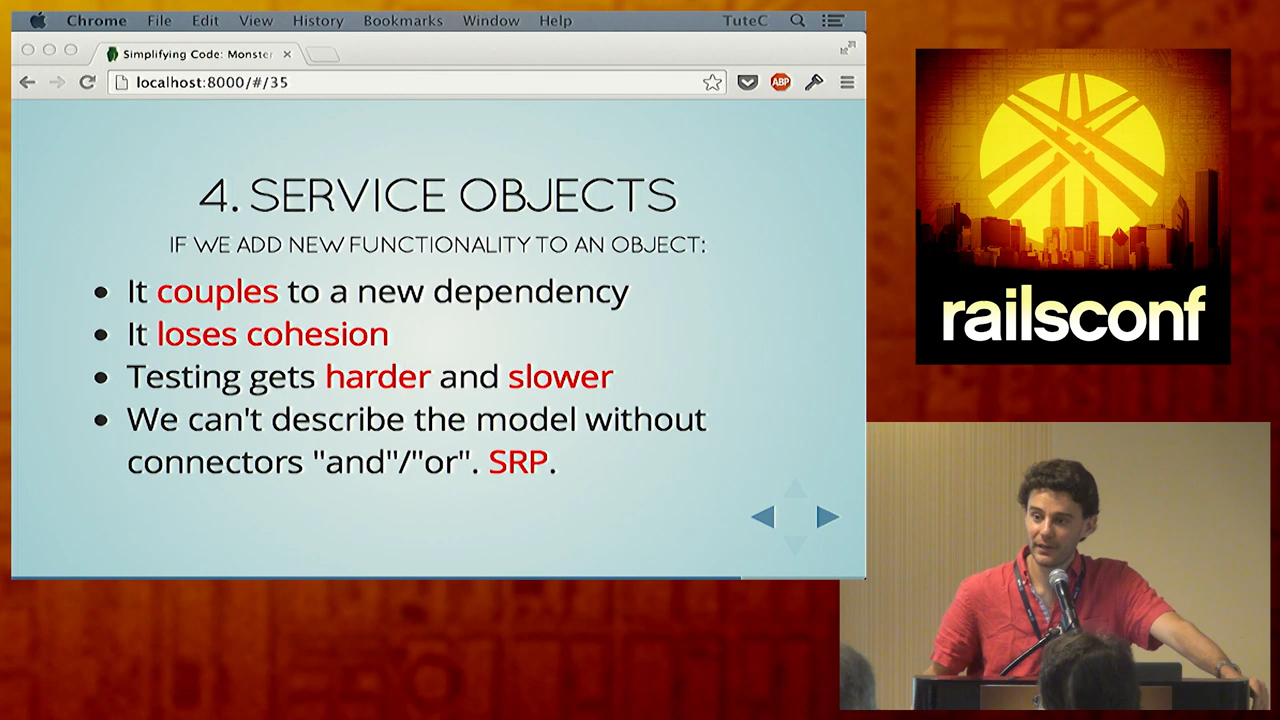 Chrome File Edit View History Bookmarks Window Help TuteC
Simplifying Code: Monster
localhost:8000/#/35
ABP
4. SERVICE OBJECTS
IF WE ADD NEW FUNCTIONALITY TO AN OBJECT:
• It couples to a new dependency
• It loses cohesion
• Testing gets harder and slower
• We can't describe the model without
connectors "and"/"or". SRP.
railsconf